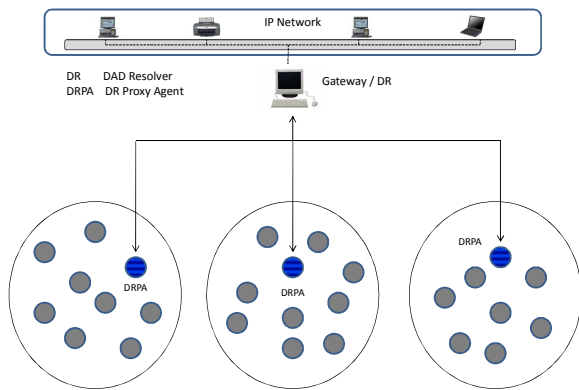 IP Network
DR DAD Resolver
DRPA DR Proxy Agent
Gateway / DR
DRPA
DRPA
DRPA